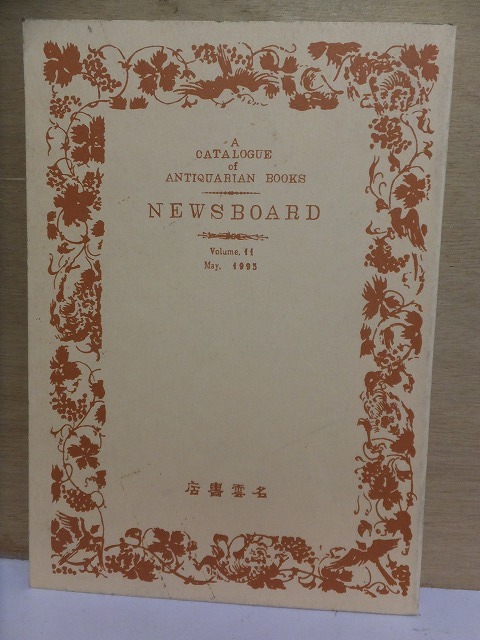 A
CATALOGUE
of
ANTIQUARIAN BOOKS
NEWSBOARD
Volume. 11
May. 1995
名雲書店